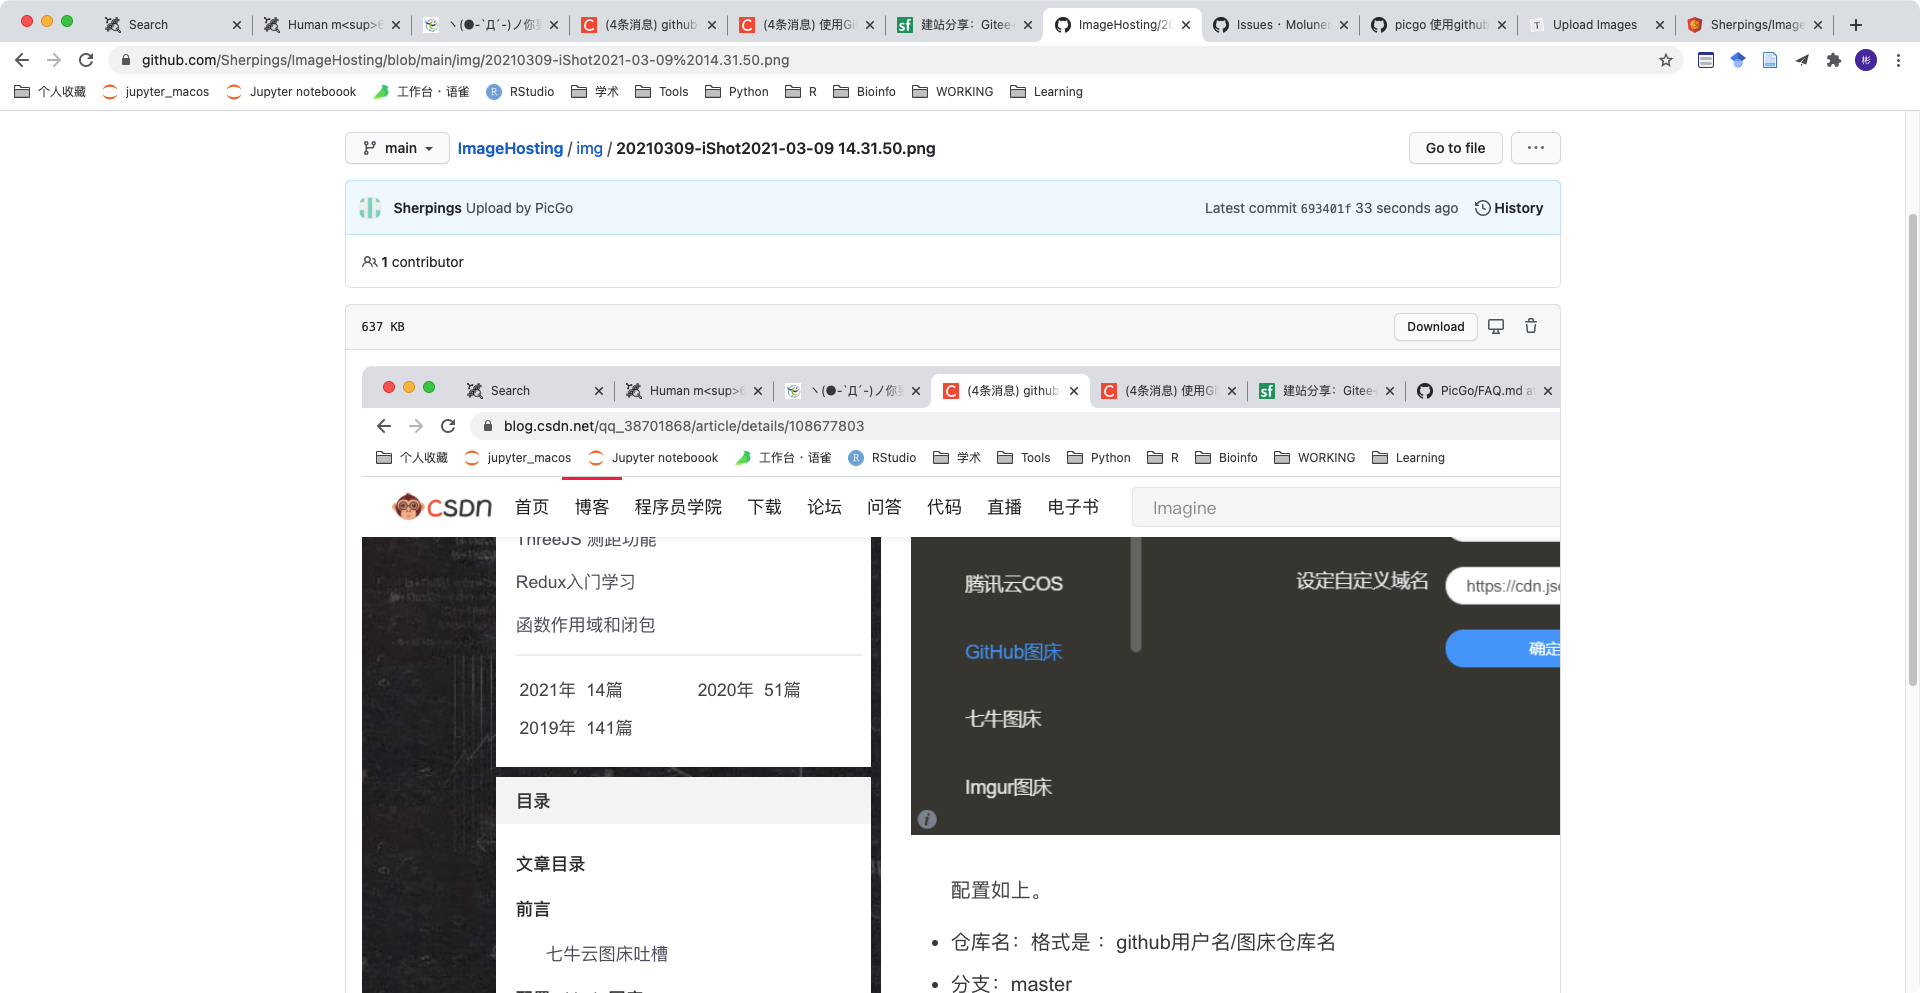 Search
Human m<sup>6
ヽ(●-`Д´-)ノ你要
(4条消息) github
(4条消息) 使用Gi
建站分享：Gitee+
ImageHosting/20
Issues · Moluner
picgo 使用github
Upload Images
Sherpings/Image
github.com/Sherpings/ImageHosting/blob/main/img/20210309-iShot2021-03-09%2014.31.50.png
彬
个人收藏
jupyter_macos
Jupyter noteboook
工作台 · 语雀
RStudio
学术
Tools
Python
R
Bioinfo
WORKING
Learning
main
ImageHosting / img / 20210309-iShot2021-03-09 14.31.50.png
Go to file
Sherpings Upload by PicGo
Latest commit 693401f 33 seconds ago
History
1 contributor
637 KB
Download
Search
Human m<sup>6
ヽ(●-`Д´-)ノ你要
(4条消息) github
(4条消息) 使用Gi
建站分享：Gitee+
PicGo/FAQ.md a
blog.csdn.net/qq_38701868/article/details/108677803
个人收藏
jupyter_macos
Jupyter noteboook
工作台 · 语雀
RStudio
学术
Tools
Python
R
Bioinfo
WORKING
Learning
CSDN
首页
博客
程序员学院
下载
论坛
问答
代码
直播
电子书
Imagine
ThreeJS 测距功能
Redux入门学习
函数作用域和闭包
2021年 14篇
2020年 51篇
2019年 141篇
目录
文章目录
前言
七牛云图床吐槽
腾讯云COS
GitHub图床
七牛图床
Imgur图床
设定自定义域名
https://cdn.jsd
确定
配置如上。
• 仓库名：格式是 ：github用户名/图床仓库名
• 分支：master